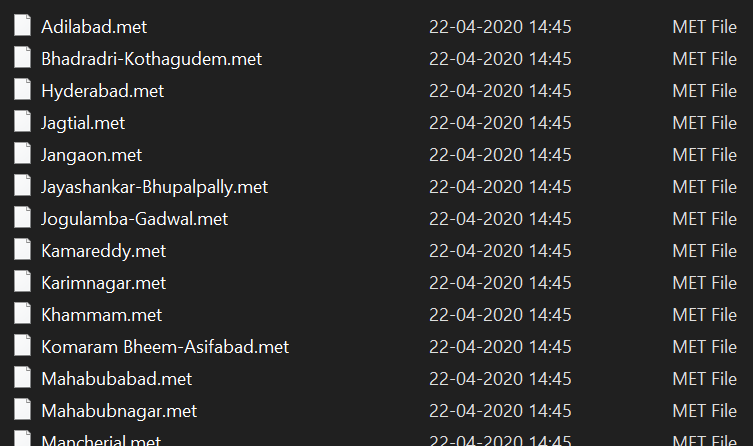 Adilabad.met 22-04-2020 14:45 MET File
Bhadradri-Kothagudem.met 22-04-2020 14:45 MET File
Hyderabad.met 22-04-2020 14:45 MET File
Jagtial.met 22-04-2020 14:45 MET File
Jangaon.met 22-04-2020 14:45 MET File
Jayashankar-Bhupalpally.met 22-04-2020 14:45 MET File
Jogulamba-Gadwal.met 22-04-2020 14:45 MET File
Kamareddy.met 22-04-2020 14:45 MET File
Karimnagar.met 22-04-2020 14:45 MET File
Khammam.met 22-04-2020 14:45 MET File
Komaram Bheem-Asifabad.met 22-04-2020 14:45 MET File
Mahabubabad.met 22-04-2020 14:45 MET File
Mahabubnagar.met 22-04-2020 14:45 MET File
Mancherial.met 22-04-2020 14:45 MET File